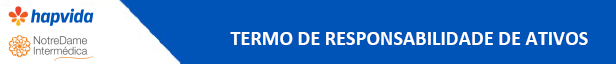 hapvida
NotreDame
Intermédica
TERMO DE RESPONSABILIDADE DE ATIVOS